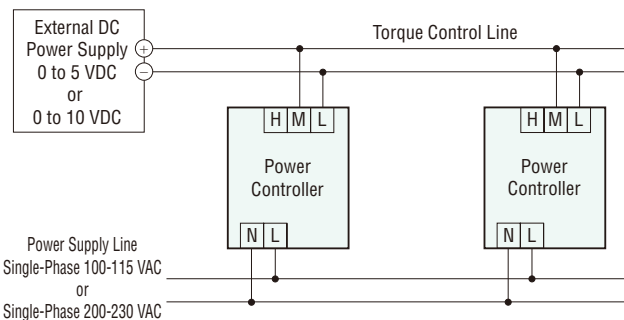 External DC
Power Supply
0 to 5 VDC
or
0 to 10 VDC
+
−
Torque Control Line
H M L
Power
Controller
N L
H M L
Power
Controller
N L
Power Supply Line
Single-Phase 100-115 VAC
or
Single-Phase 200-230 VAC